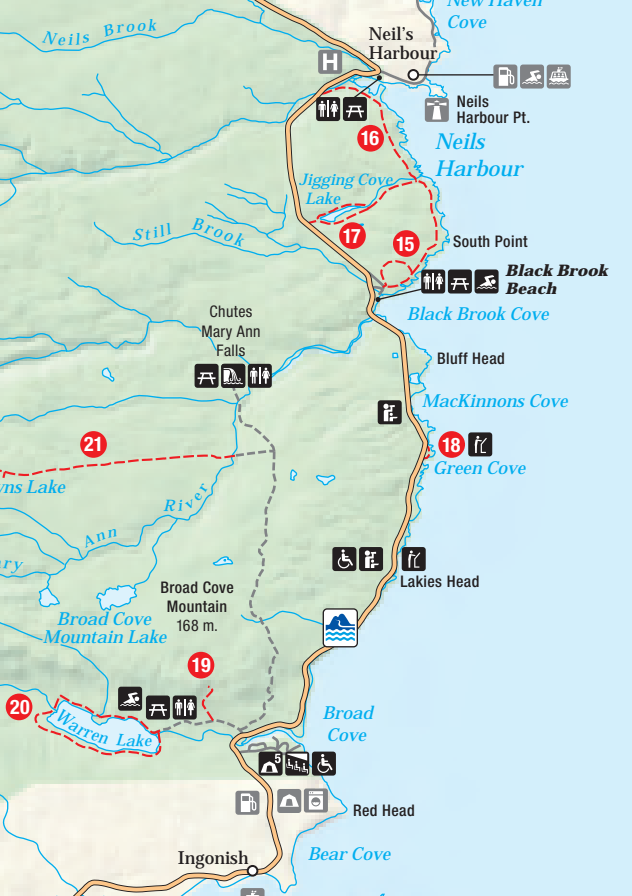 New Haven
Cove
Neils Brook
Neil's
Harbour
H
Neils
Harbour Pt.
16
Neils
Harbour
Jigging Cove
Lake
Still Brook
17
15
South Point
Black Brook
Beach
Black Brook Cove
Chutes
Mary Ann
Falls
Bluff Head
MacKinnons Cove
21
18
Green Cove
wns Lake
River
Ann
ry
Lakies Head
Broad Cove
Mountain
168 m.
Broad Cove
Mountain Lake
19
20
Warren Lake
Broad
Cove
5
Red Head
Ingonish
Bear Cove